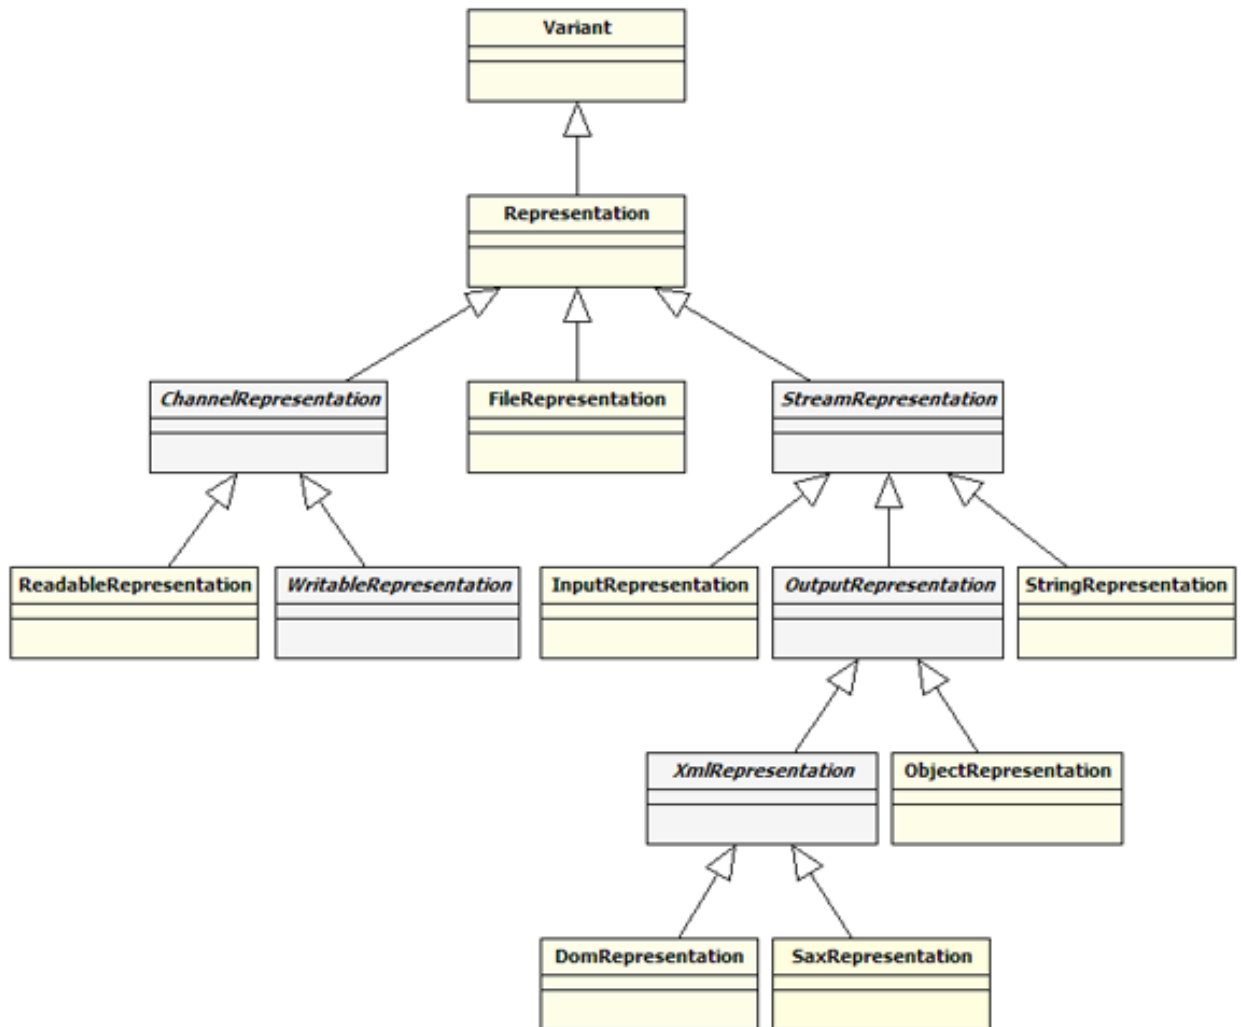 Variant
Representation
ChannelRepresentation
FileRepresentation
StreamRepresentation
ReadableRepresentation
WritableRepresentation
InputRepresentation
OutputRepresentation
StringRepresentation
XmlRepresentation
ObjectRepresentation
DomRepresentation
SaxRepresentation